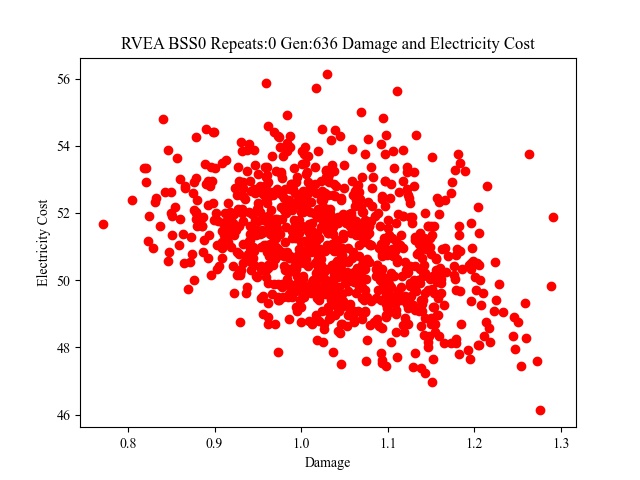 RVEA BSS0 Repeats:0 Gen:636 Damage and Electricity Cost
56
54
52
50
48
46
Electricity Cost
0.8 0.9 1.0 1.1 1.2 1.3
Damage